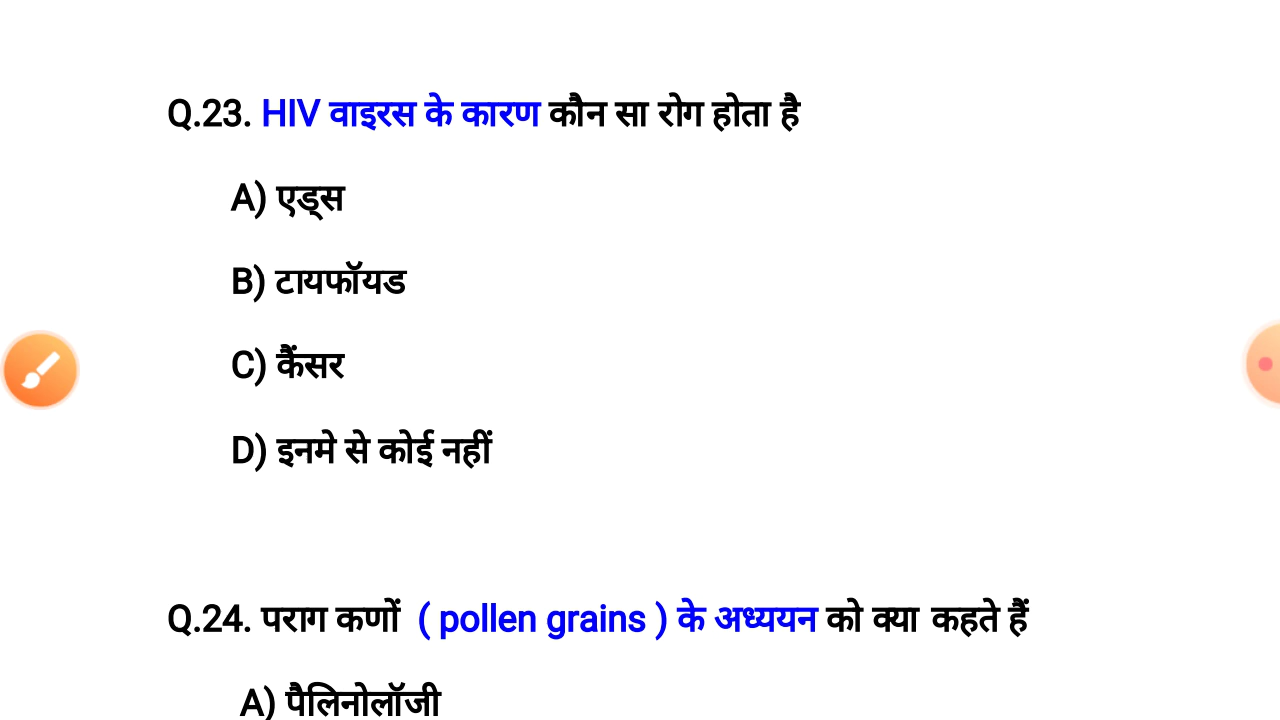 Q.23. HIV वाइरस के कारण कौन सा रोग होता है
A) एड्स
B) टायफॉयड
C) कैंसर
D) इनमे से कोई नहीं
Q.24. पराग कणों ( pollen grains ) के अध्ययन को क्या कहते हैं
A) पैलिनोलॉजी